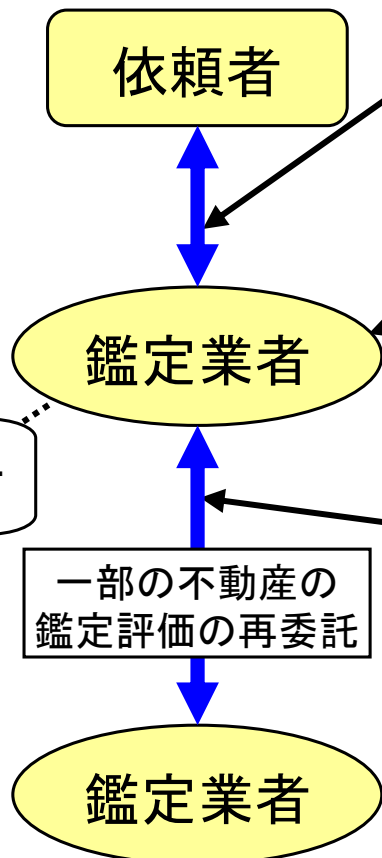 依頼者
鑑定業者
一部の不動産の
鑑定評価の再委託
鑑定業者